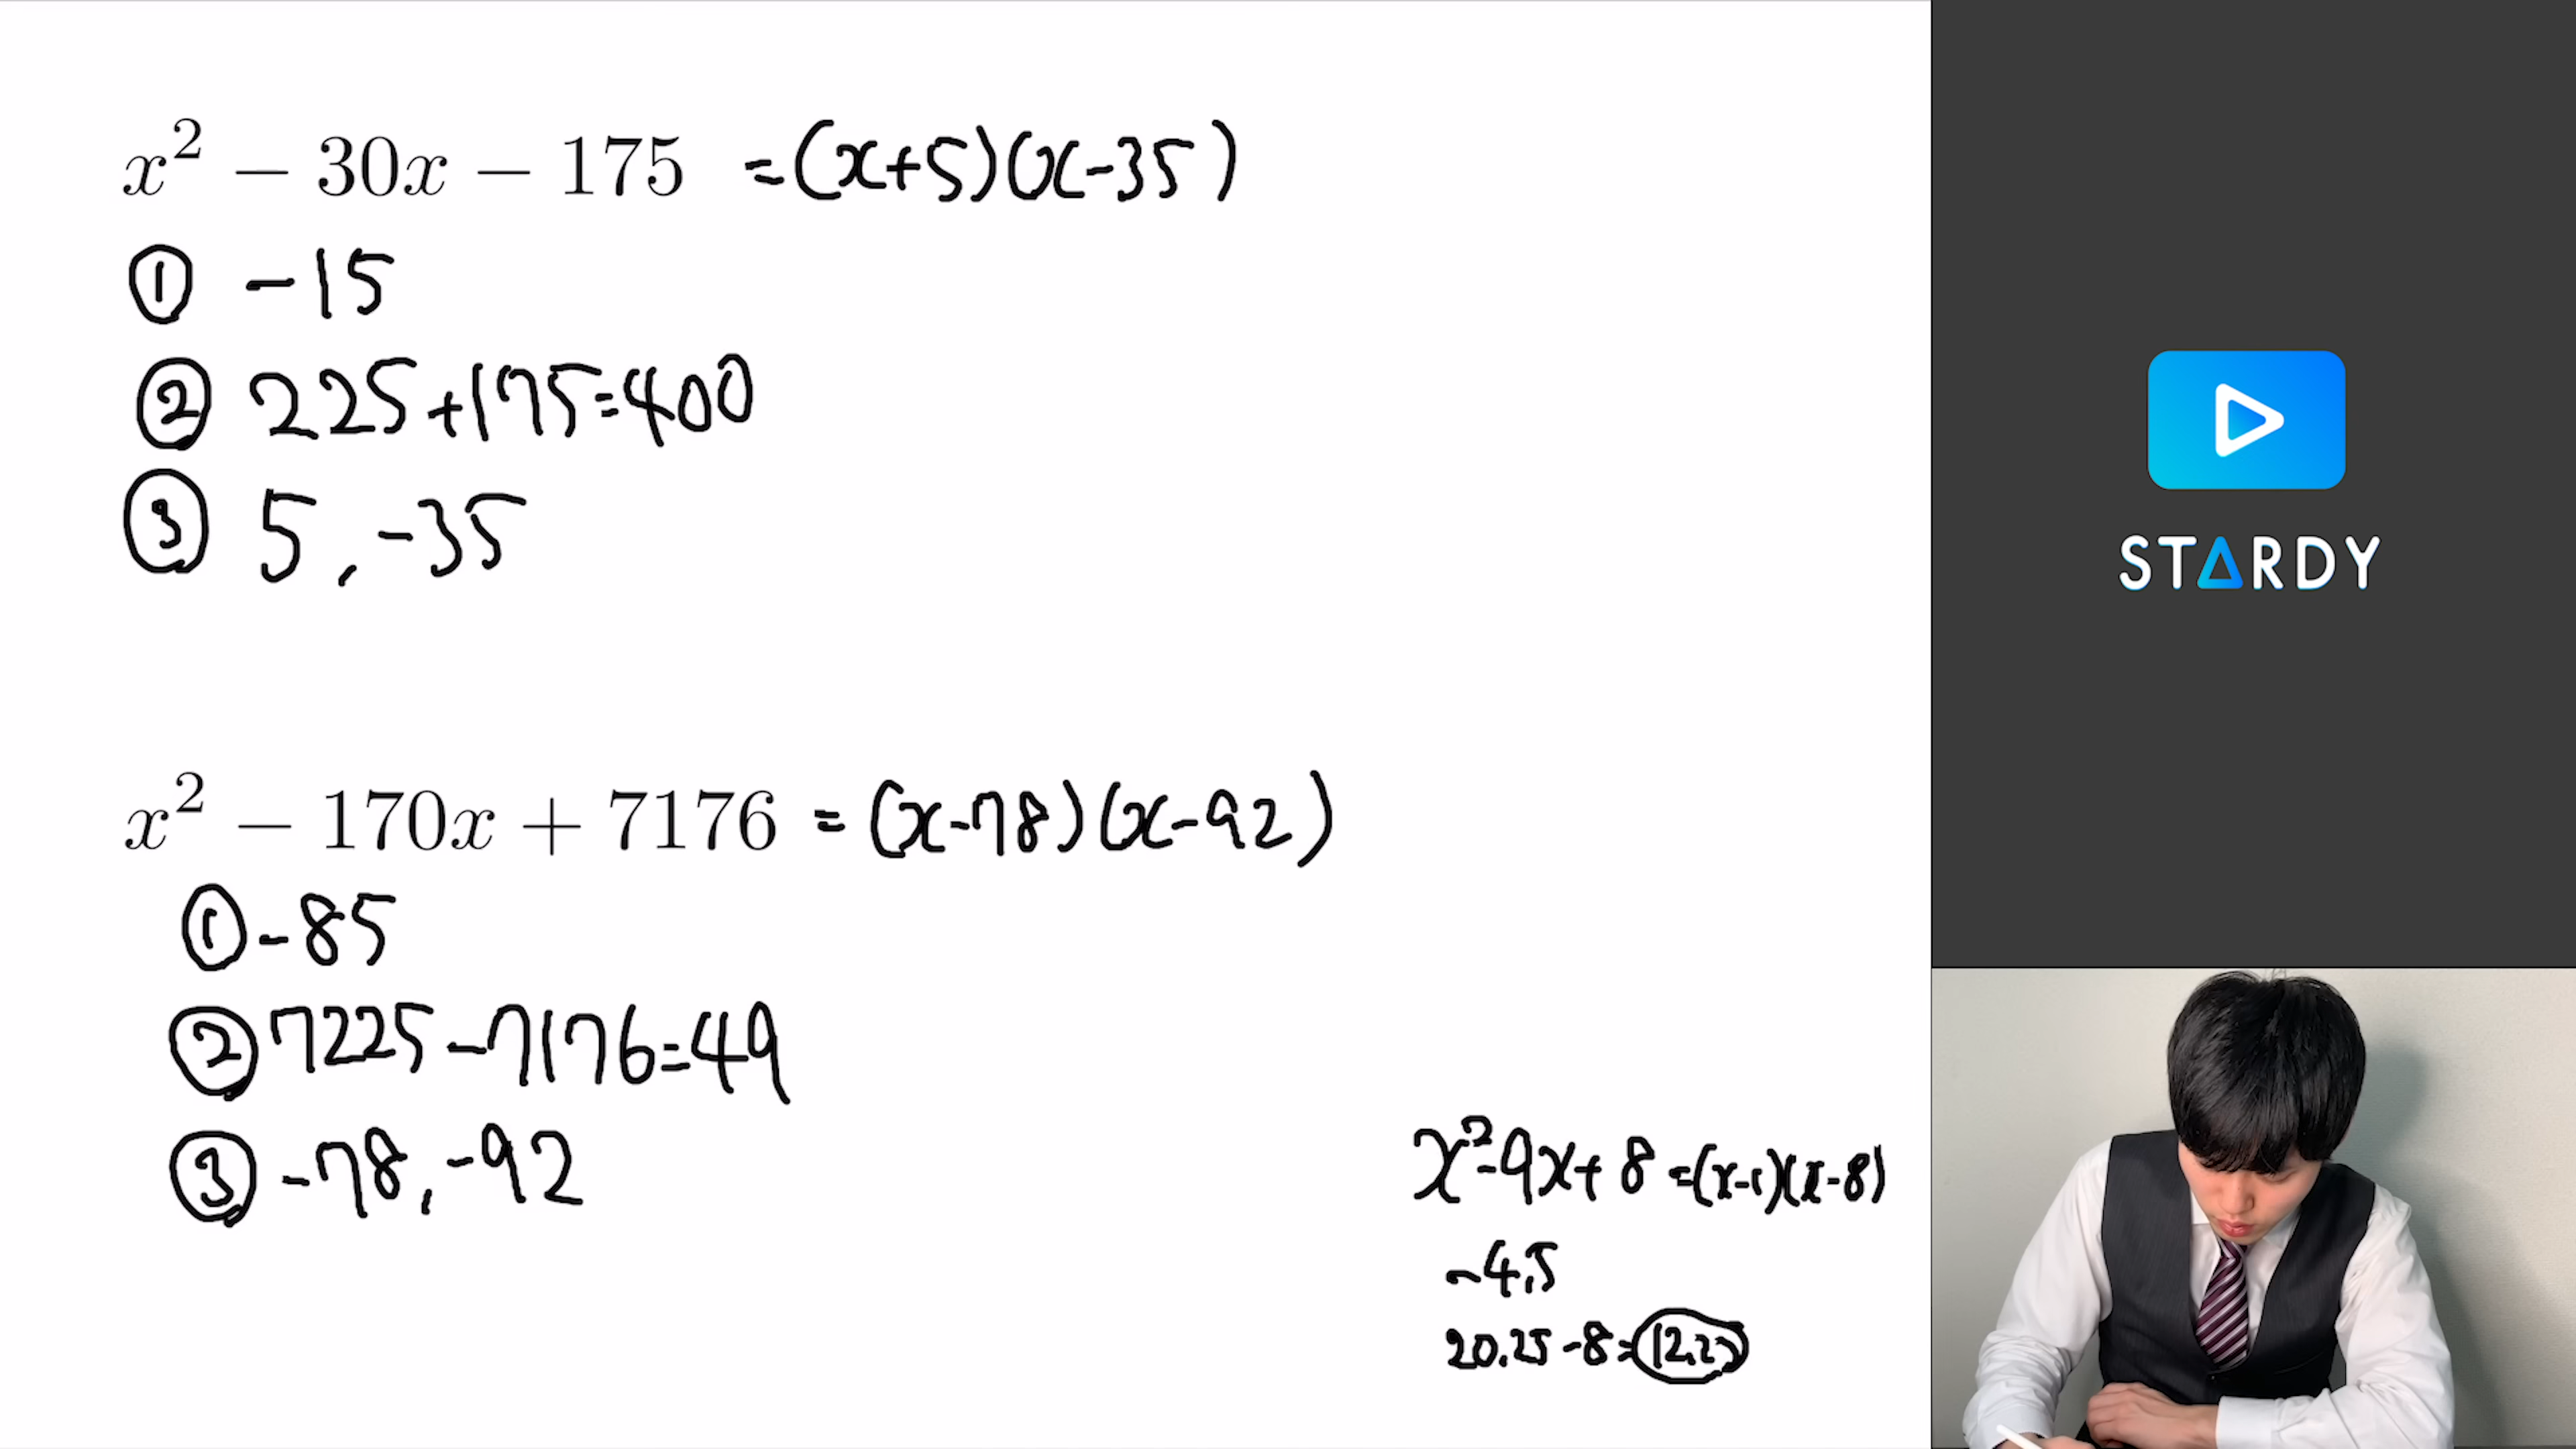 x² − 30x − 175 =(x+5)(x-35)
① -15
② 225+175=400
③ 5, -35
x² − 170x + 7176 = (x-78)(x-92)
① -85
② 7225-7176=49
③ -78, -92
x²-9x+8=(x-1)(x-8)
-4.5
20.25-8=12.25
STARDY